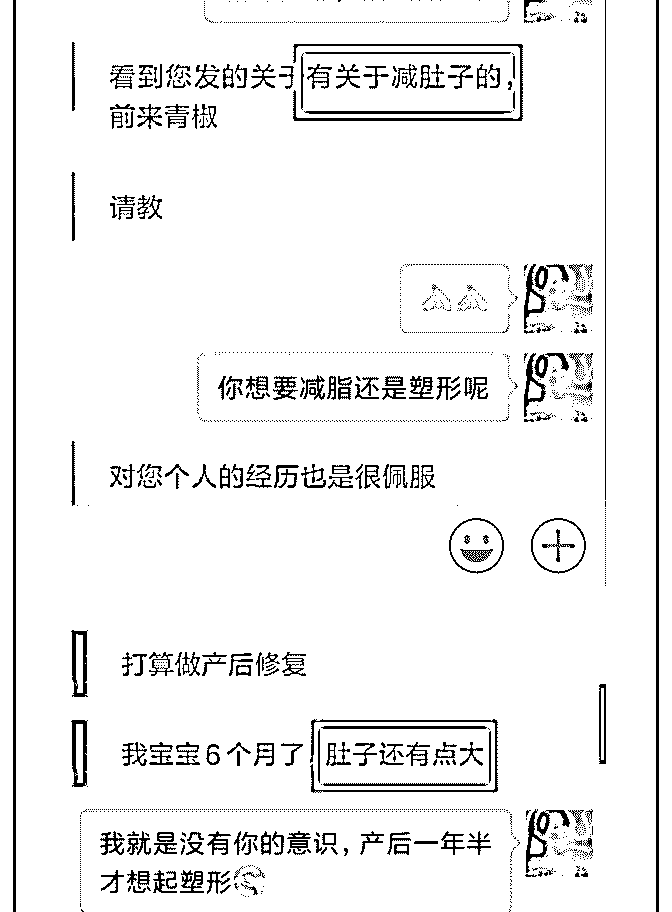 看到您发的关于有关于减肚子的，
前来青椒
请教
你想要减脂还是塑形呢
对您个人的经历也是很佩服
打算做产后修复
我宝宝6个月了，肚子还有点大
我就是没有你的意识，产后一年半
才想起塑形